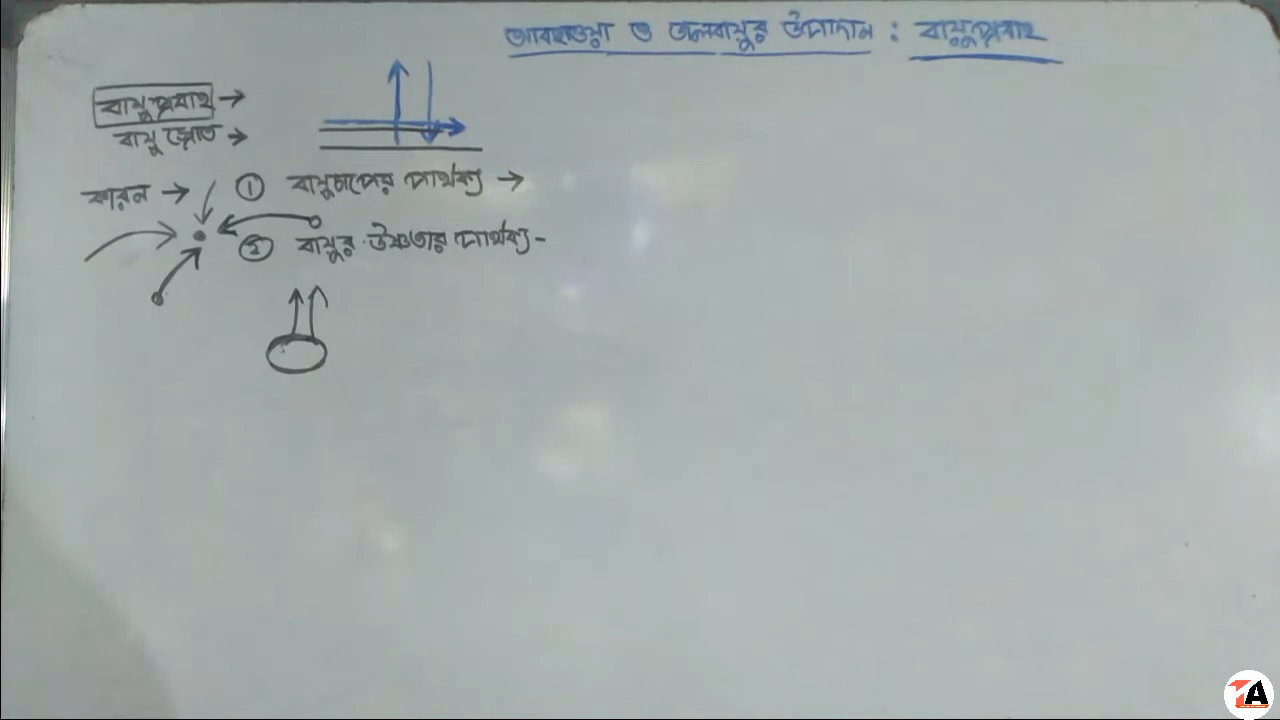 আবহাওয়া ও জলবায়ুর উপাদান : বায়ুপ্রবাহ
বায়ুপ্রবাহ →
বায়ুস্রোত →
কারন → ① বায়ুচাপের পার্থক্য →
② বায়ুর উষ্ণতার পার্থক্য -